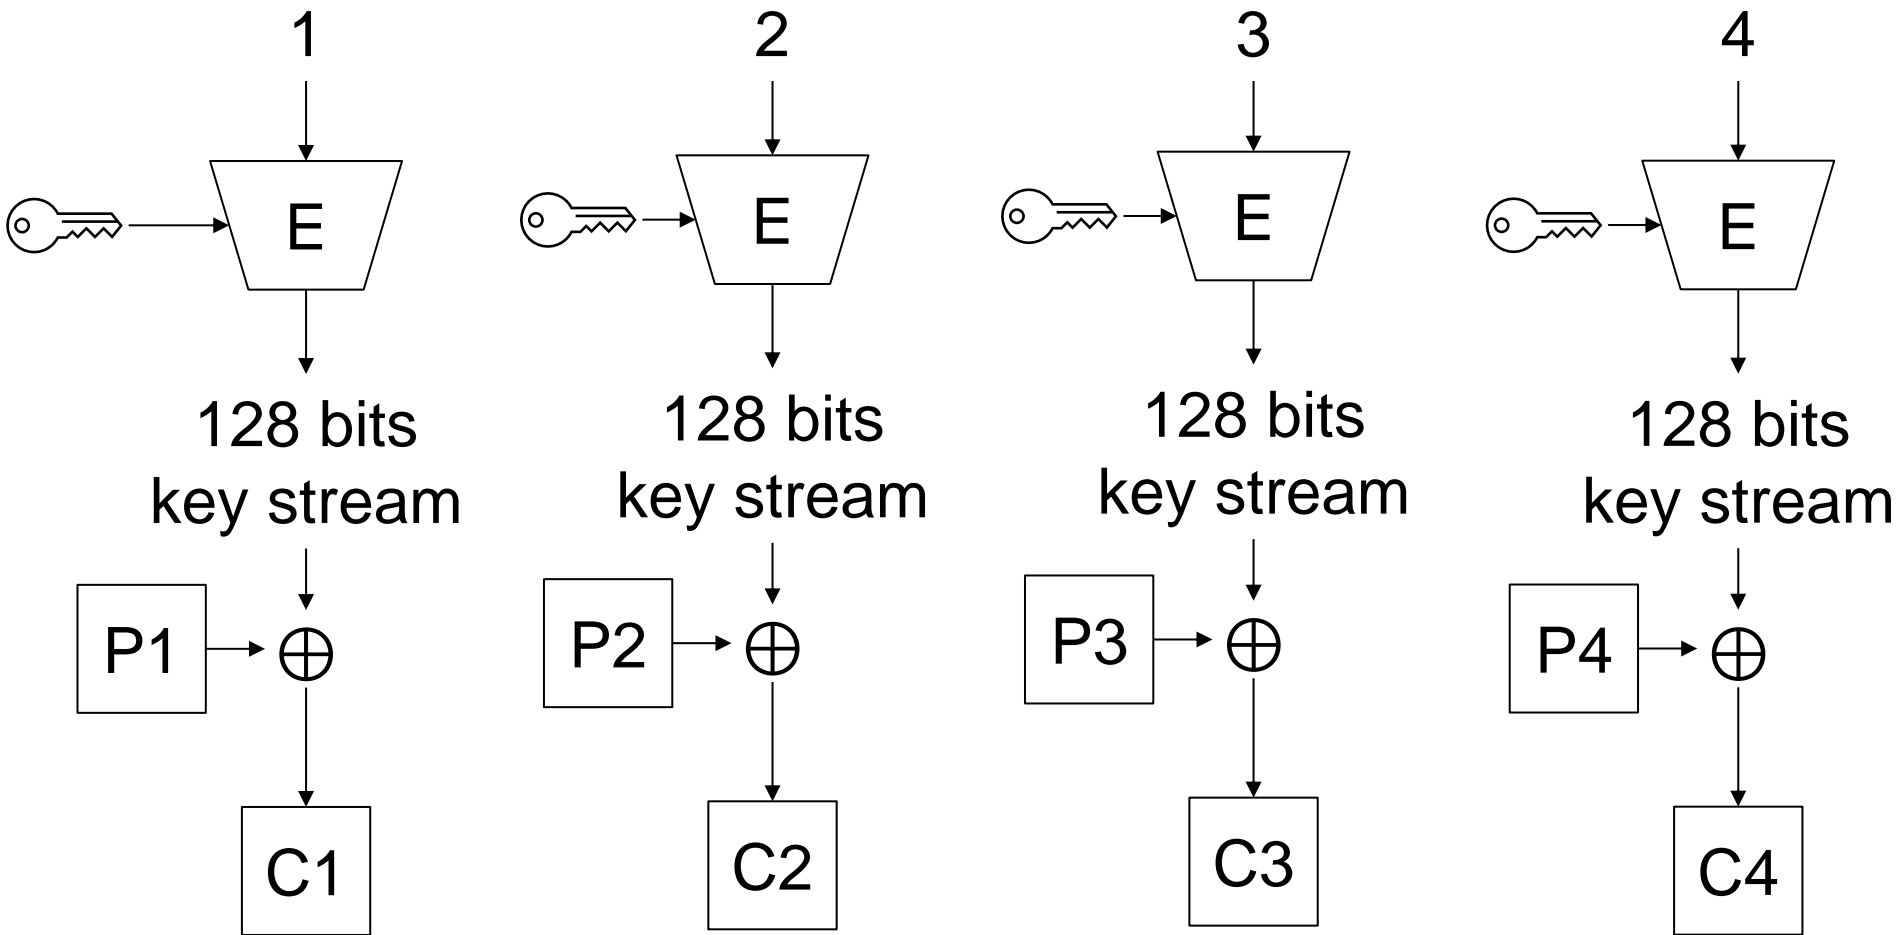 1
2
3
4
E
E
E
E
128 bits
key stream
128 bits
key stream
128 bits
key stream
128 bits
key stream
P1
P2
P3
P4
C1
C2
C3
C4